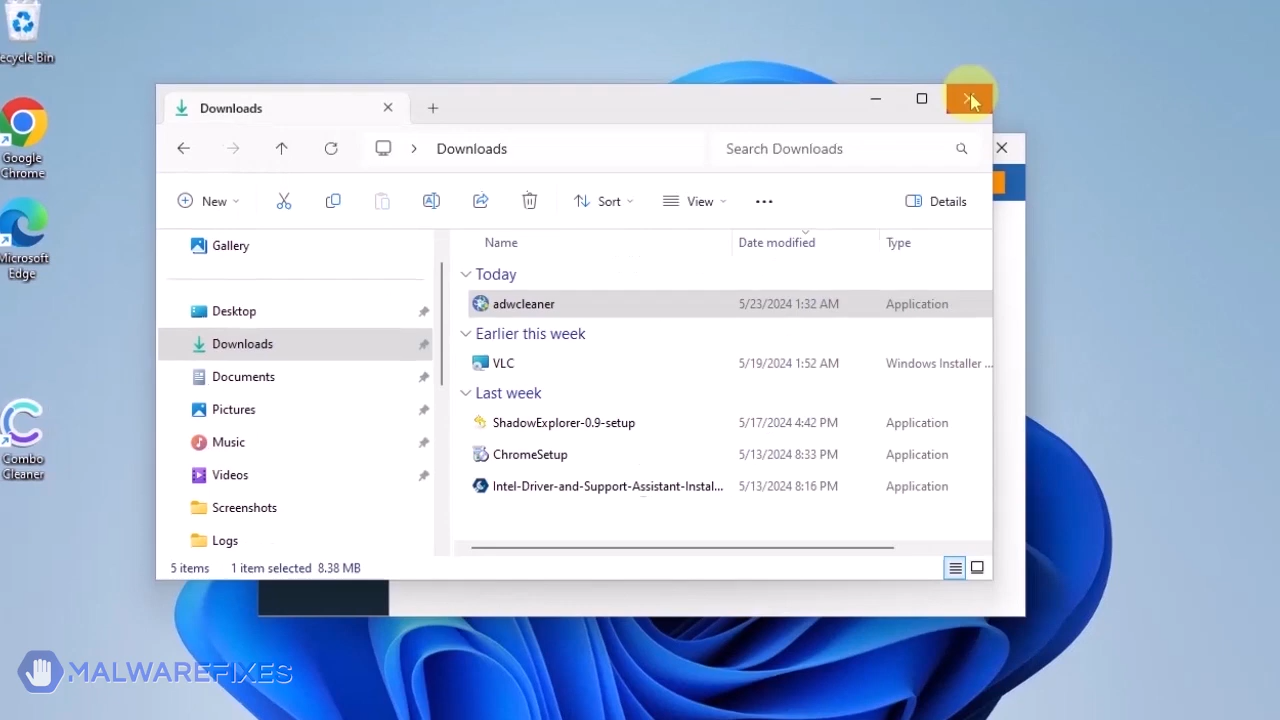 ecycle Bin
Google
Chrome
Microsoft
Edge
Combo
Cleaner
Downloads
Downloads
Search Downloads
New
Sort
View
Details
Gallery
Desktop
Downloads
Documents
Pictures
Music
Videos
Screenshots
Logs
Name Date modified Type
Today
adwcleaner 5/23/2024 1:32 AM Application
Earlier this week
VLC 5/19/2024 1:52 AM Windows Installer ...
Last week
ShadowExplorer-0.9-setup 5/17/2024 4:42 PM Application
ChromeSetup 5/13/2024 8:33 PM Application
Intel-Driver-and-Support-Assistant-Instal... 5/13/2024 8:16 PM Application
5 items 1 item selected 8.38 MB
MALWAREFIXES